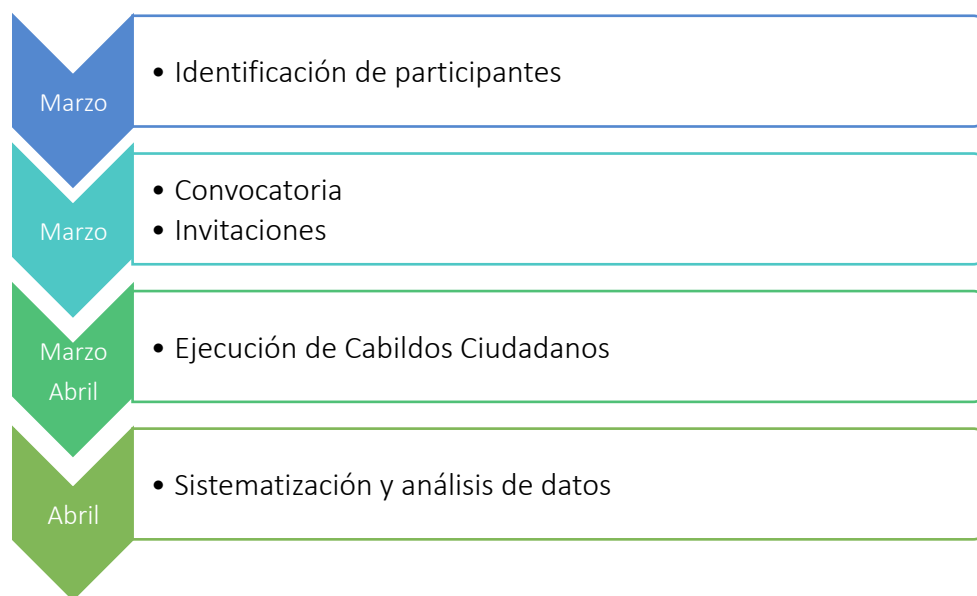 Marzo
• Identificación de participantes
Marzo
• Convocatoria
• Invitaciones
Marzo
Abril
• Ejecución de Cabildos Ciudadanos
Abril
• Sistematización y análisis de datos